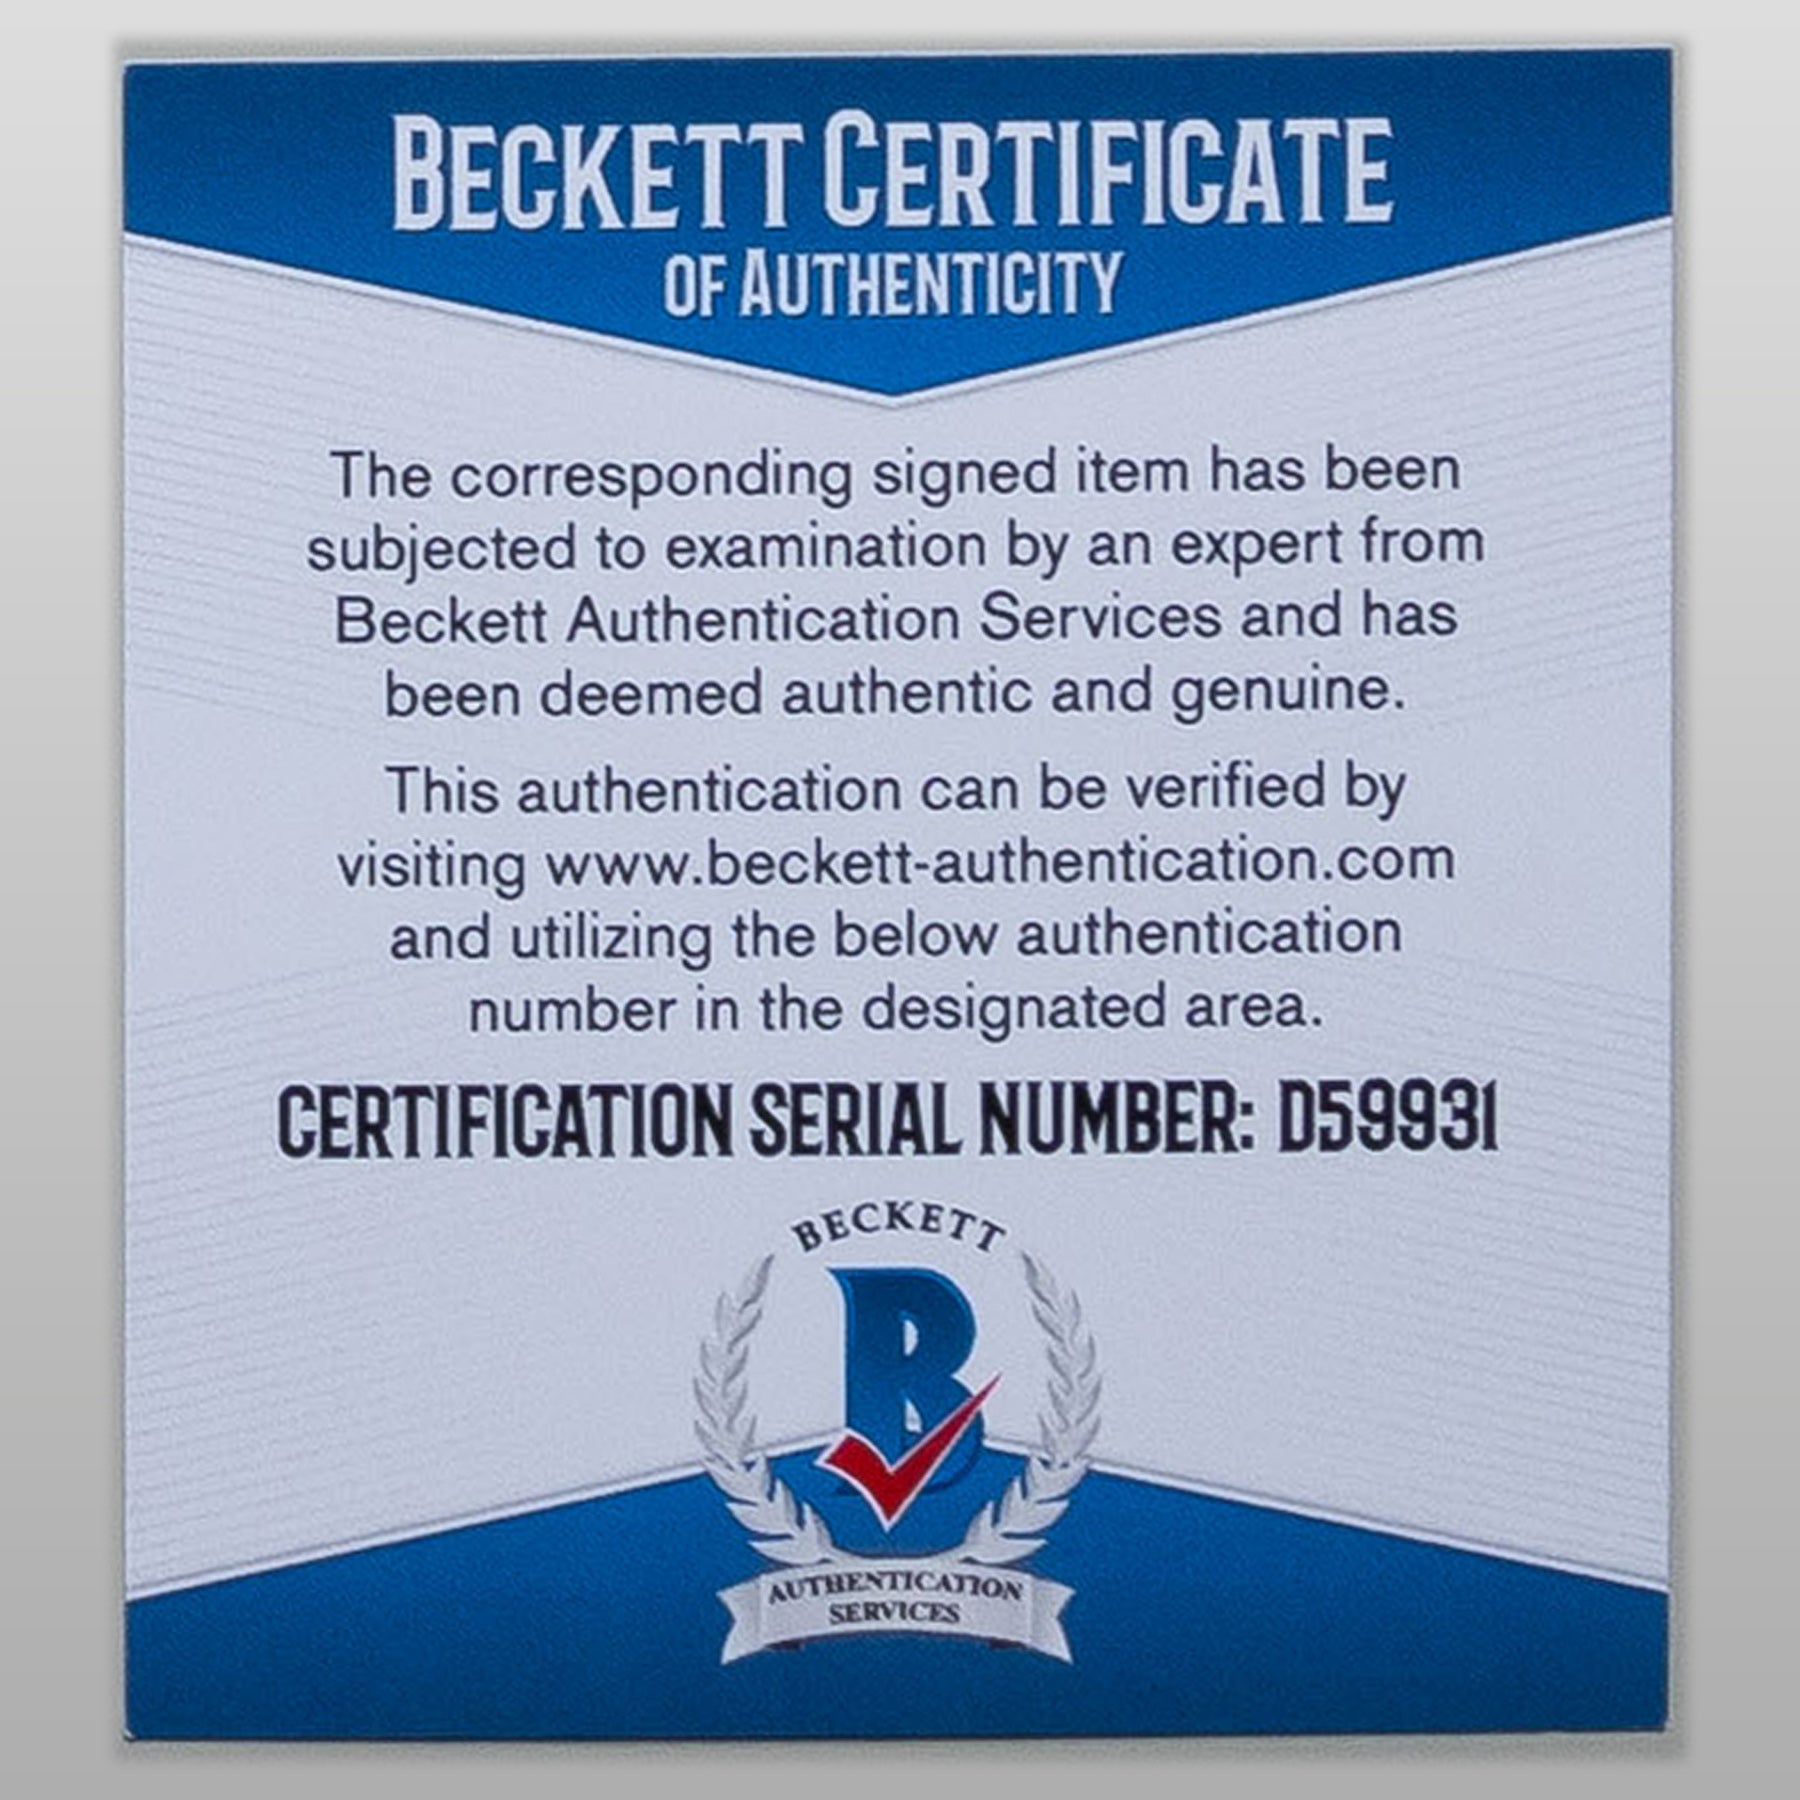 BECKETT CERTIFICATE
OF AUTHENTICITY
The corresponding signed item has been
subjected to examination by an expert from
Beckett Authentication Services and has
been deemed authentic and genuine.
This authentication can be verified by
visiting www.beckett-authentication.com
and utilizing the below authentication
number in the designated area.
CERTIFICATION SERIAL NUMBER: D59931
BECKETT
B
AUTHENTICATION
SERVICES